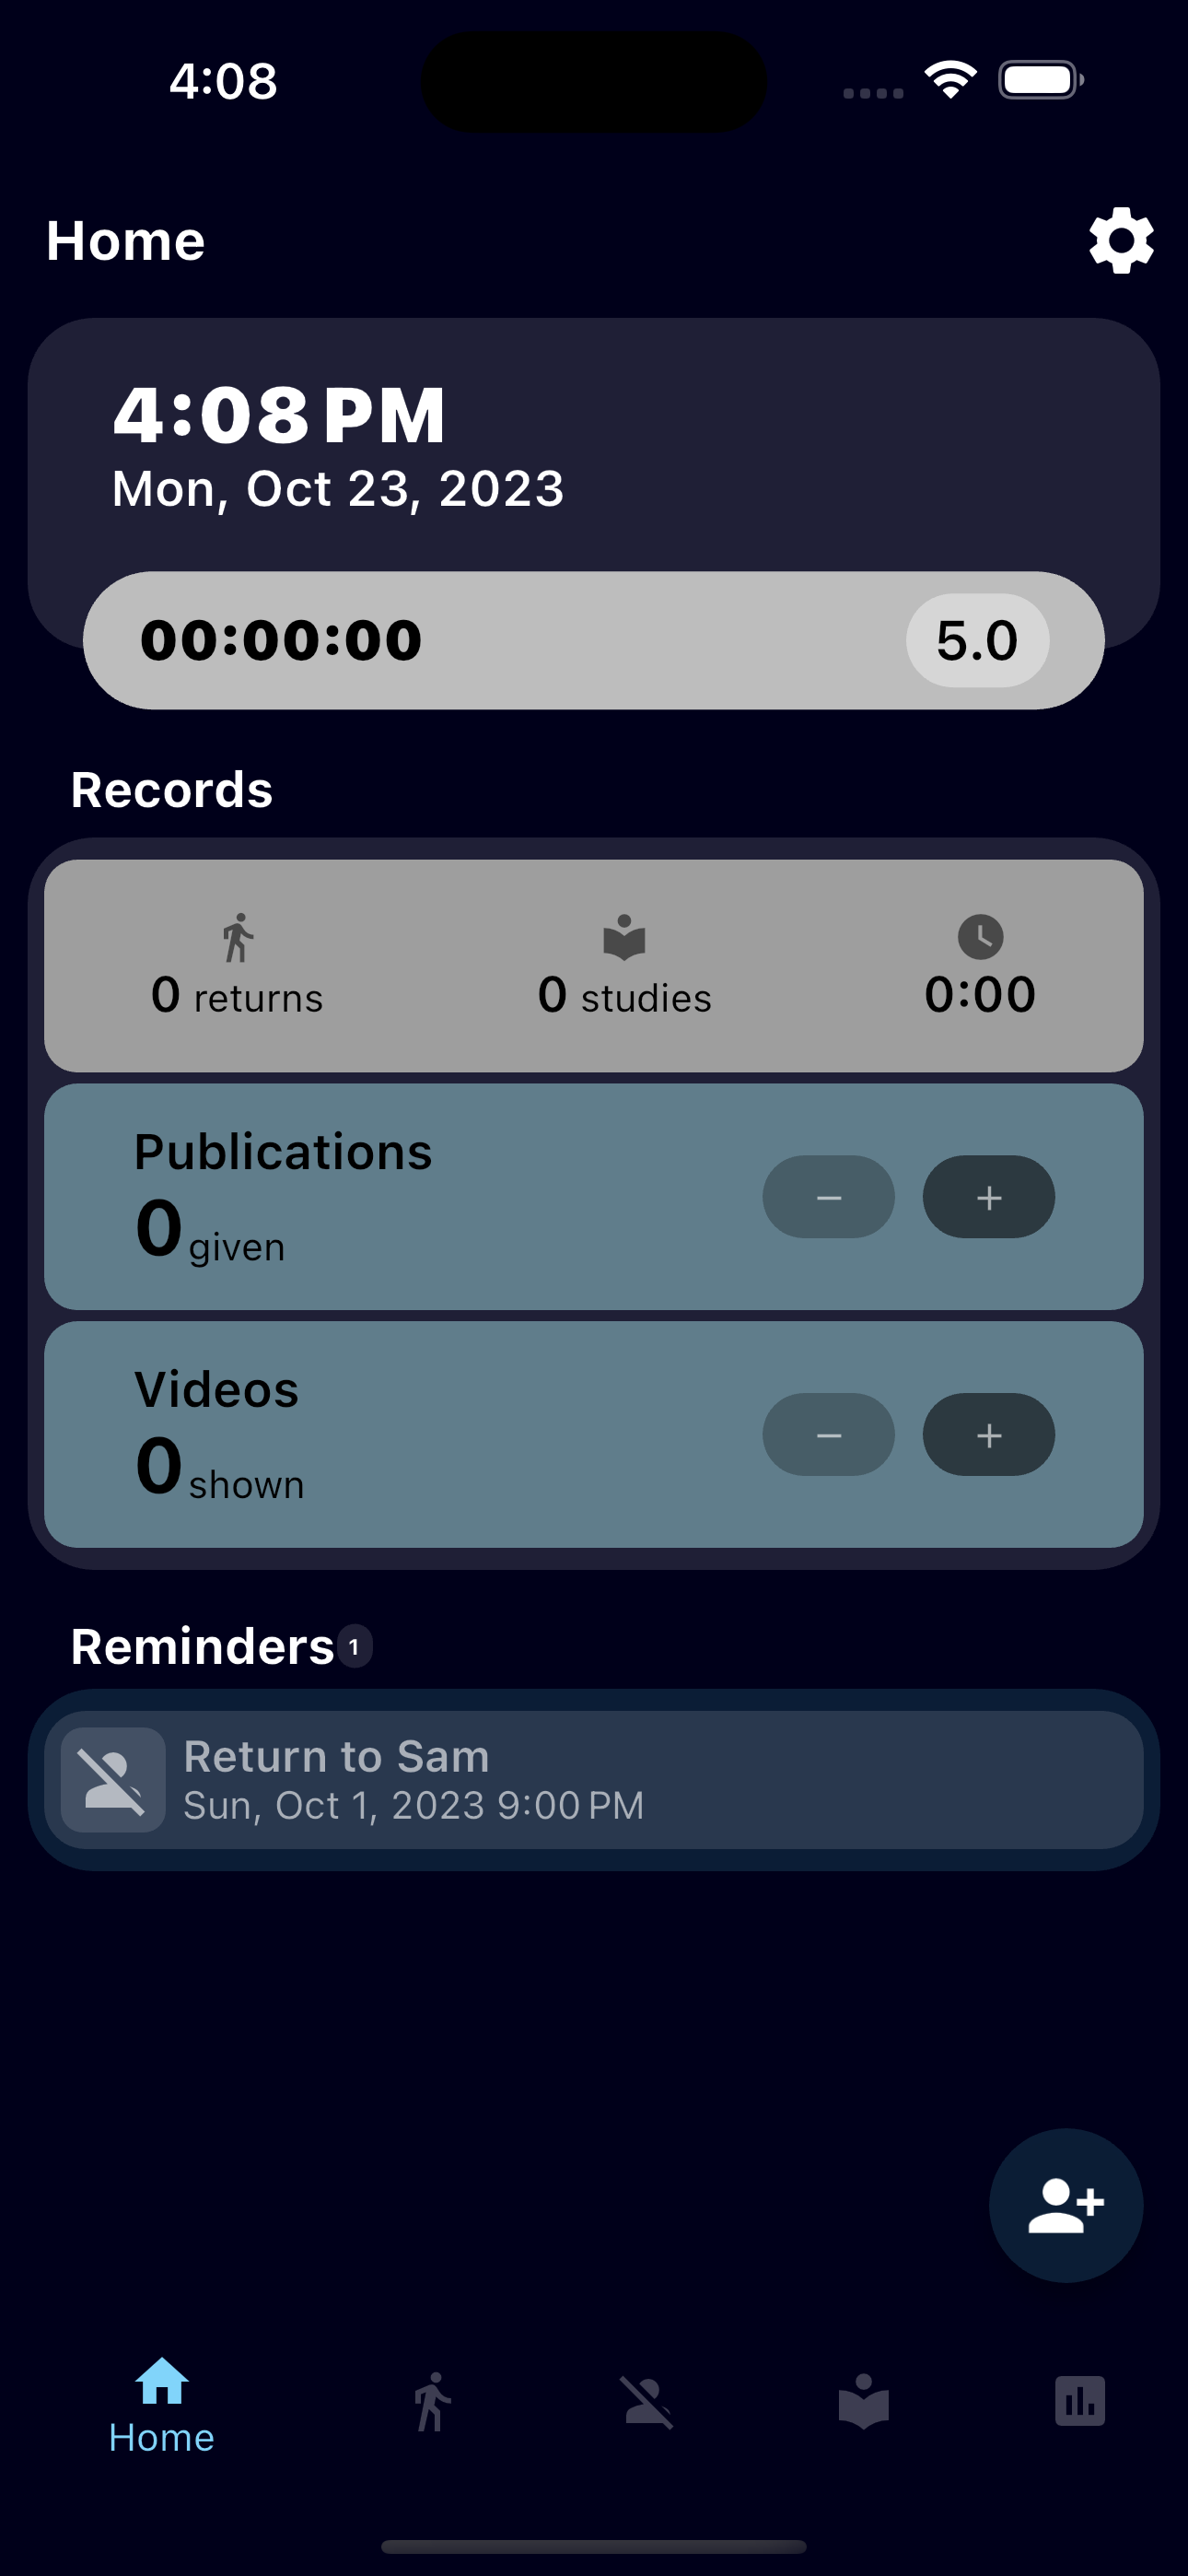 4:08
Home
4:08 PM
Mon, Oct 23, 2023
00:00:00 5.0
Records
0 returns 0 studies 0:00
Publications
0 given
− +
Videos
0 shown
− +
Reminders 1
Return to Sam
Sun, Oct 1, 2023 9:00 PM
Home